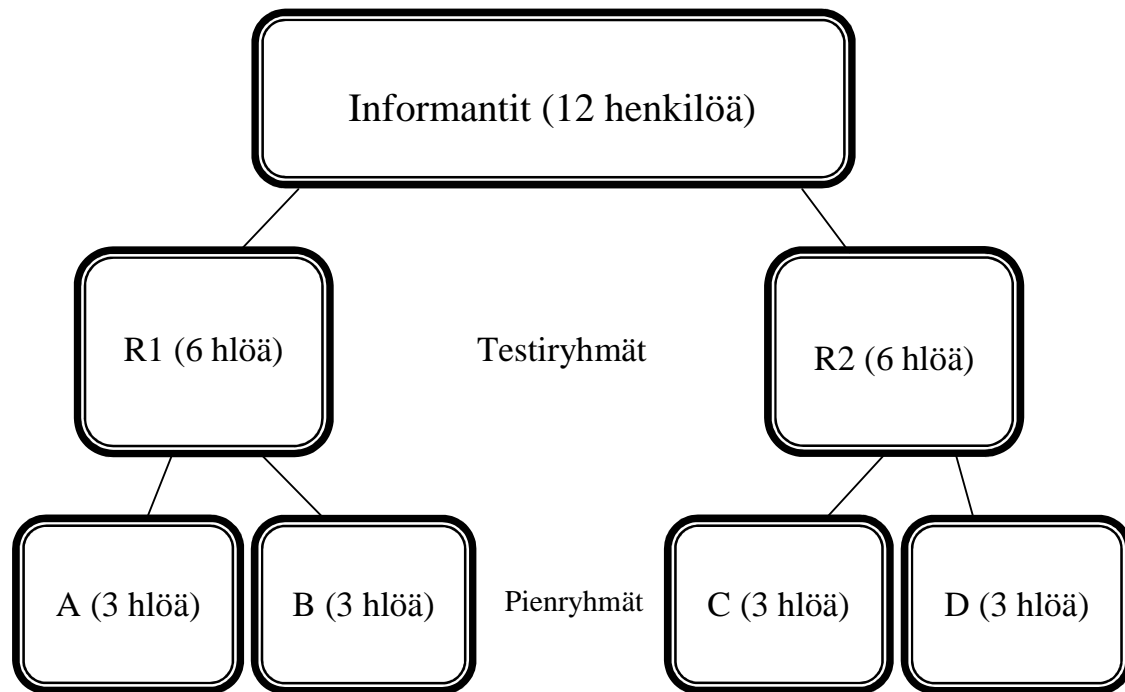 Informantit (12 henkilöä)
R1 (6 hlöä)
Testiryhmät
R2 (6 hlöä)
A (3 hlöä)
B (3 hlöä)
Pienryhmät
C (3 hlöä)
D (3 hlöä)